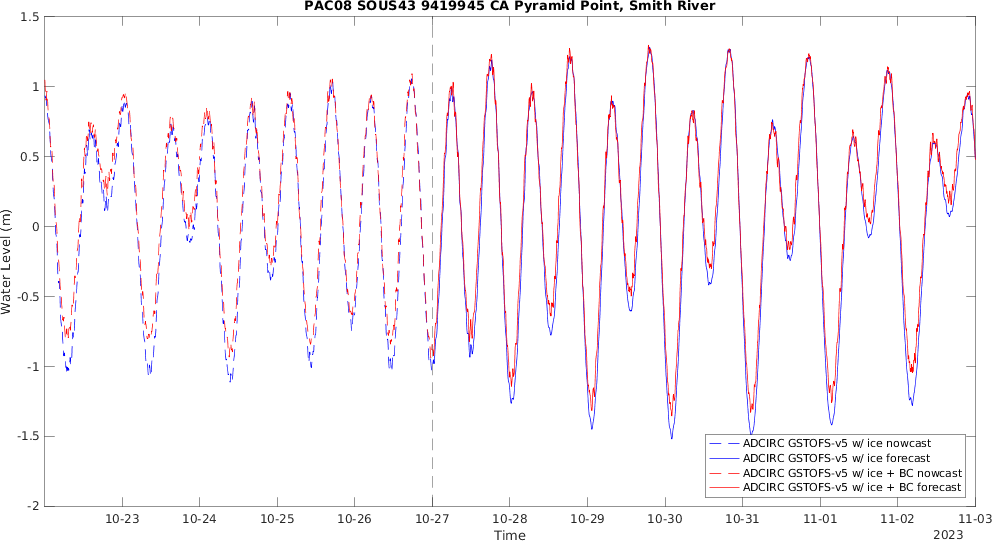 PAC08 SOUS43 9419945 CA Pyramid Point, Smith River
1.5
1
0.5
0
-0.5
-1
-1.5
-2
Water Level (m)
ADCIRC GSTOFS-v5 w/ ice nowcast
ADCIRC GSTOFS-v5 w/ ice forecast
ADCIRC GSTOFS-v5 w/ ice + BC nowcast
ADCIRC GSTOFS-v5 w/ ice + BC forecast
10-23 10-24 10-25 10-26 10-27 10-28 10-29 10-30 10-31 11-01 11-02 11-03
Time 2023